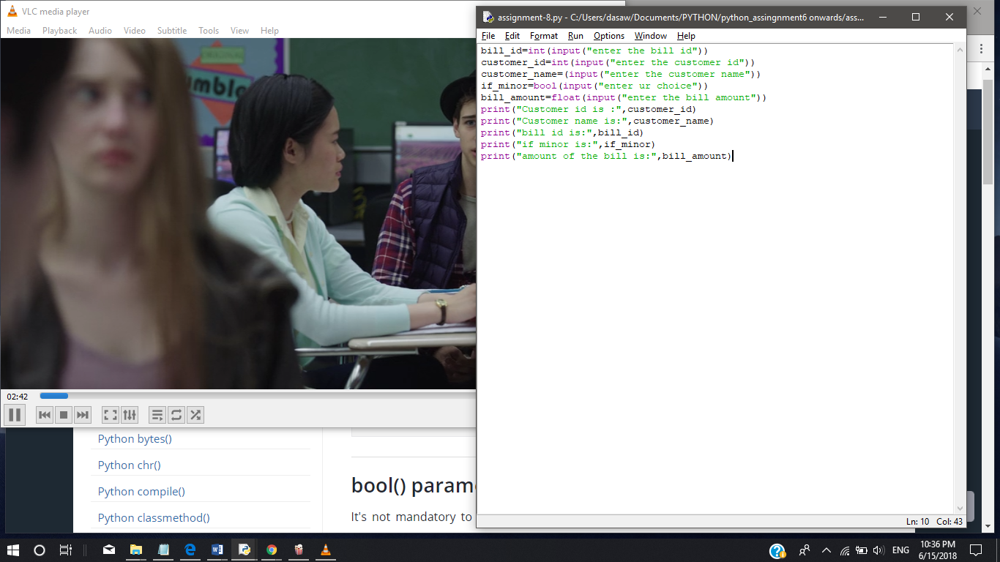 VLC media player
Media Playback Audio Video Subtitle Tools View Help
ORIGINAL
umble
02:42
Python bytes()
Python chr()
Python compile()
Python classmethod()
bool() param
It's not mandatory to
assignment-8.py - C:/Users/dasaw/Documents/PYTHON/python_assingnment6 onwards/ass...
File Edit Format Run Options Window Help
bill_id=int(input("enter the bill id"))
customer_id=int(input("enter the customer id"))
customer_name=(input("enter the customer name"))
if_minor=bool(input("enter ur choice"))
bill_amount=float(input("enter the bill amount"))
print("Customer id is :",customer_id)
print("Customer name is:",customer_name)
print("bill id is:",bill_id)
print("if minor is:",if_minor)
print("amount of the bill is:",bill_amount)
Ln: 10 Col: 43
ENG
10:36 PM
6/15/2018